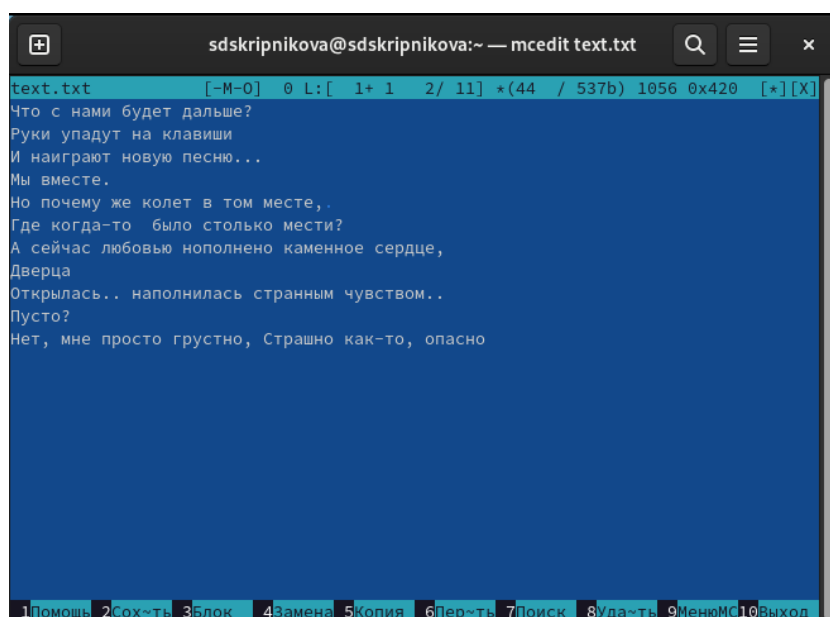 sdskripnikova@sdskripnikova:~ — mcedit text.txt
text.txt [-M-O] 0 L:[ 1+ 1 2/ 11] *(44 / 537b) 1056 0x420 [*][X]
Что с нами будет дальше?
Руки упадут на клавиши
И наиграют новую песню...
Мы вместе.
Но почему же колет в том месте,.
Где когда-то было столько мести?
А сейчас любовью нополнено каменное сердце,
Дверца
Открылась.. наполнилась странным чувством..
Пусто?
Нет, мне просто грустно, Страшно как-то, опасно
1Помощь 2Сох~ть 3Блок 4Замена 5Копия 6Пер~ть 7Поиск 8Уда~ть 9МенюMC 10Выход